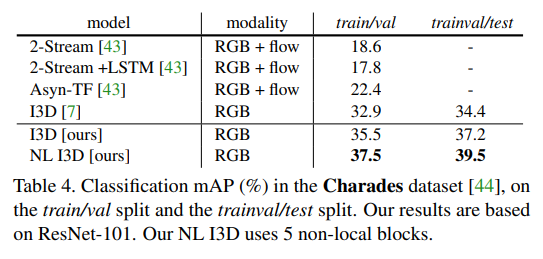 model modality train/val trainval/test
2-Stream [43] RGB + flow 18.6 -
2-Stream +LSTM [43] RGB + flow 17.8 -
Asyn-TF [43] RGB + flow 22.4 -
I3D [7] RGB 32.9 34.4
I3D [ours] RGB 35.5 37.2
NL I3D [ours] RGB 37.5 39.5
Table 4. Classification mAP (%) in the Charades dataset [44], on
the train/val split and the trainval/test split. Our results are based
on ResNet-101. Our NL I3D uses 5 non-local blocks.